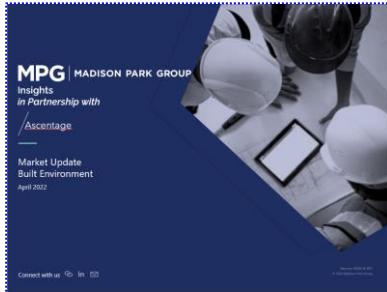 MPG MADISON PARK GROUP
Insights
in Partnership with
Ascentage
Market Update
Built Environment
April 2022
Connect with us